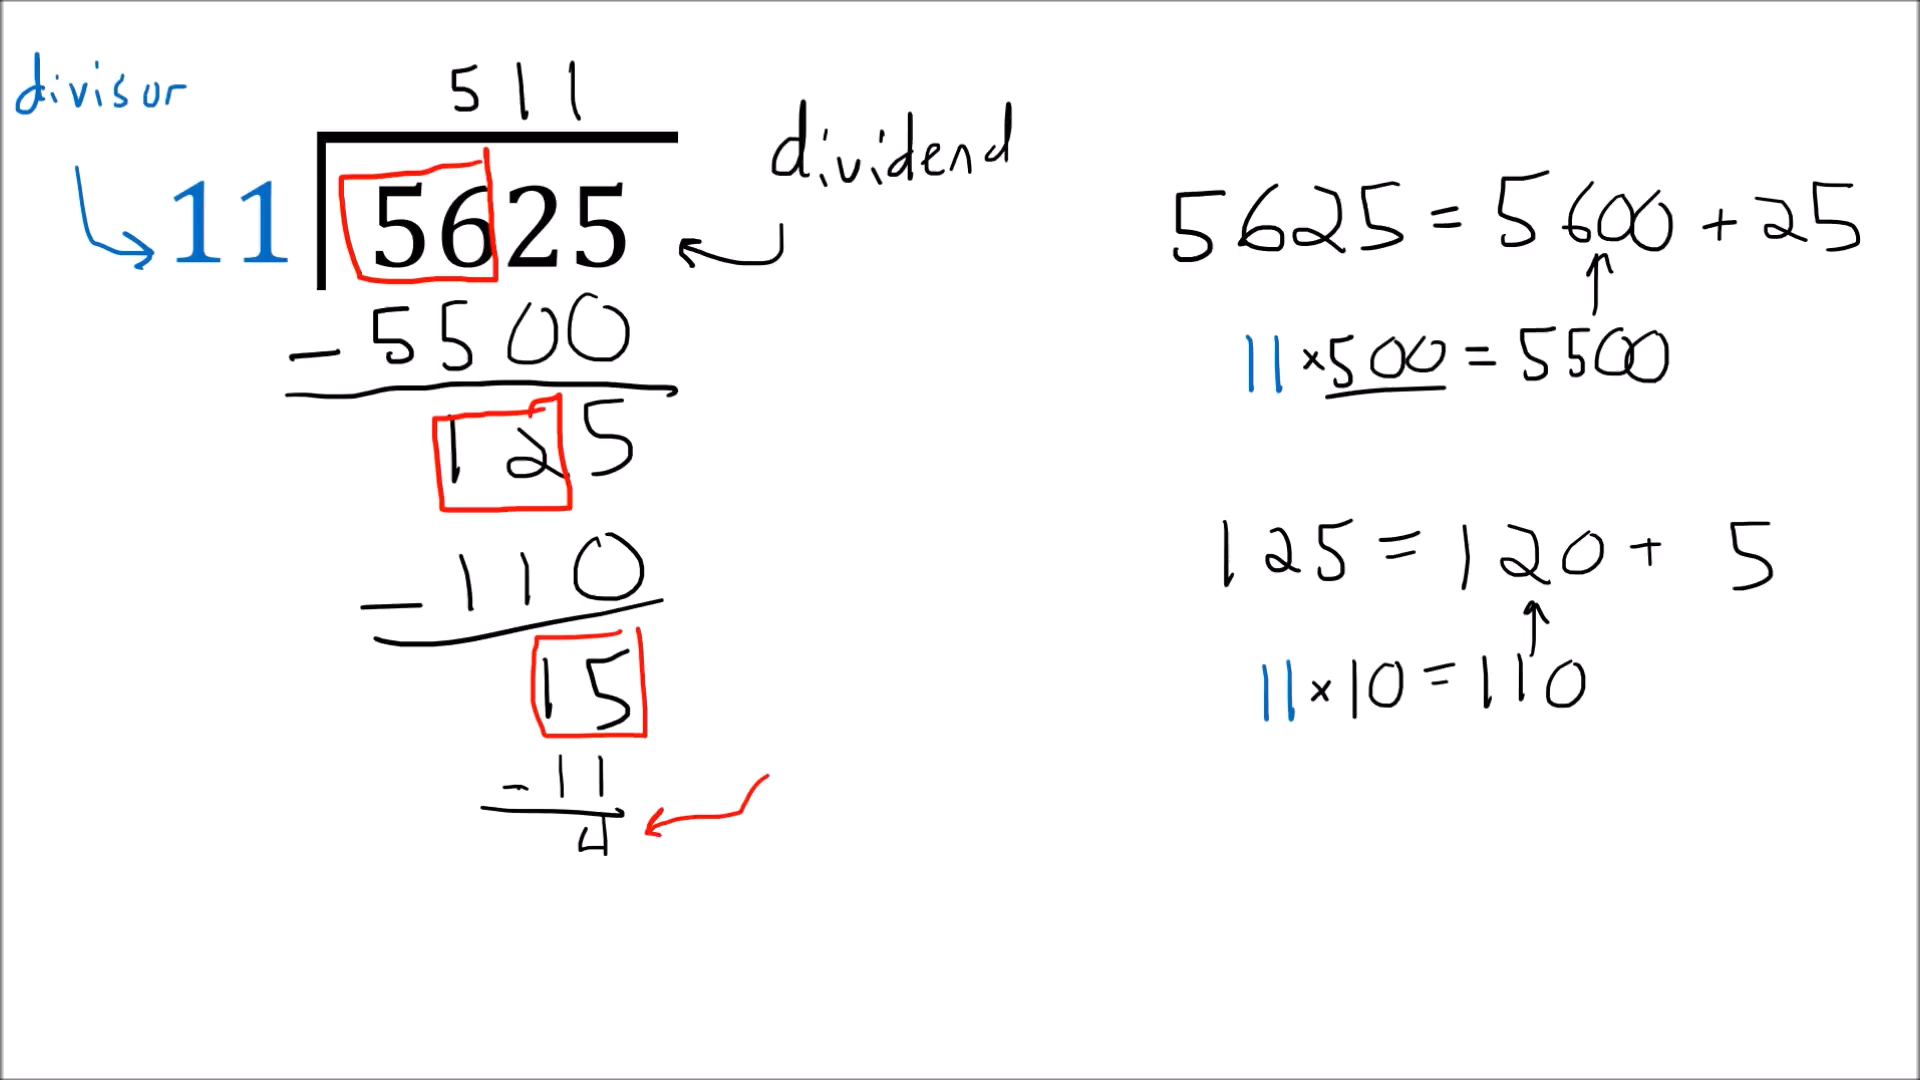 divisor
511
dividend
11 5625
- 5500
125
- 110
15
- 11
4
5625 = 5600 + 25
11 × 500 = 5500
125 = 120 + 5
11 × 10 = 110